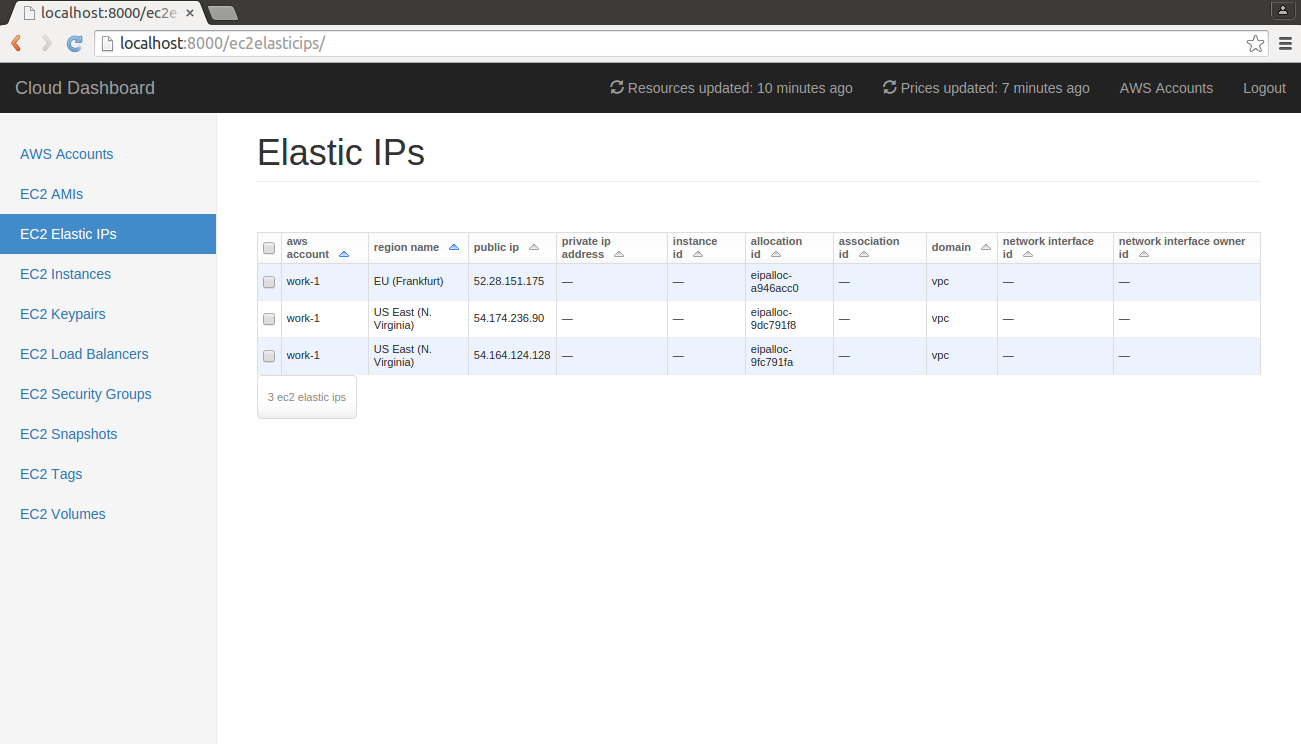 localhost:8000/ec2e
localhost:8000/ec2elasticips/
Cloud Dashboard
Resources updated: 10 minutes ago
Prices updated: 7 minutes ago
AWS Accounts
Logout
AWS Accounts
EC2 AMIs
EC2 Elastic IPs
EC2 Instances
EC2 Keypairs
EC2 Load Balancers
EC2 Security Groups
EC2 Snapshots
EC2 Tags
EC2 Volumes
Elastic IPs
aws account region name public ip private ip address instance id allocation id association id domain network interface id network interface owner id
work-1 EU (Frankfurt) 52.28.151.175 — — eipalloc-a946acc0 — vpc — —
work-1 US East (N. Virginia) 54.174.236.90 — — eipalloc-9dc791f8 — vpc — —
work-1 US East (N. Virginia) 54.164.124.128 — — eipalloc-9fc791fa — vpc — —
3 ec2 elastic ips